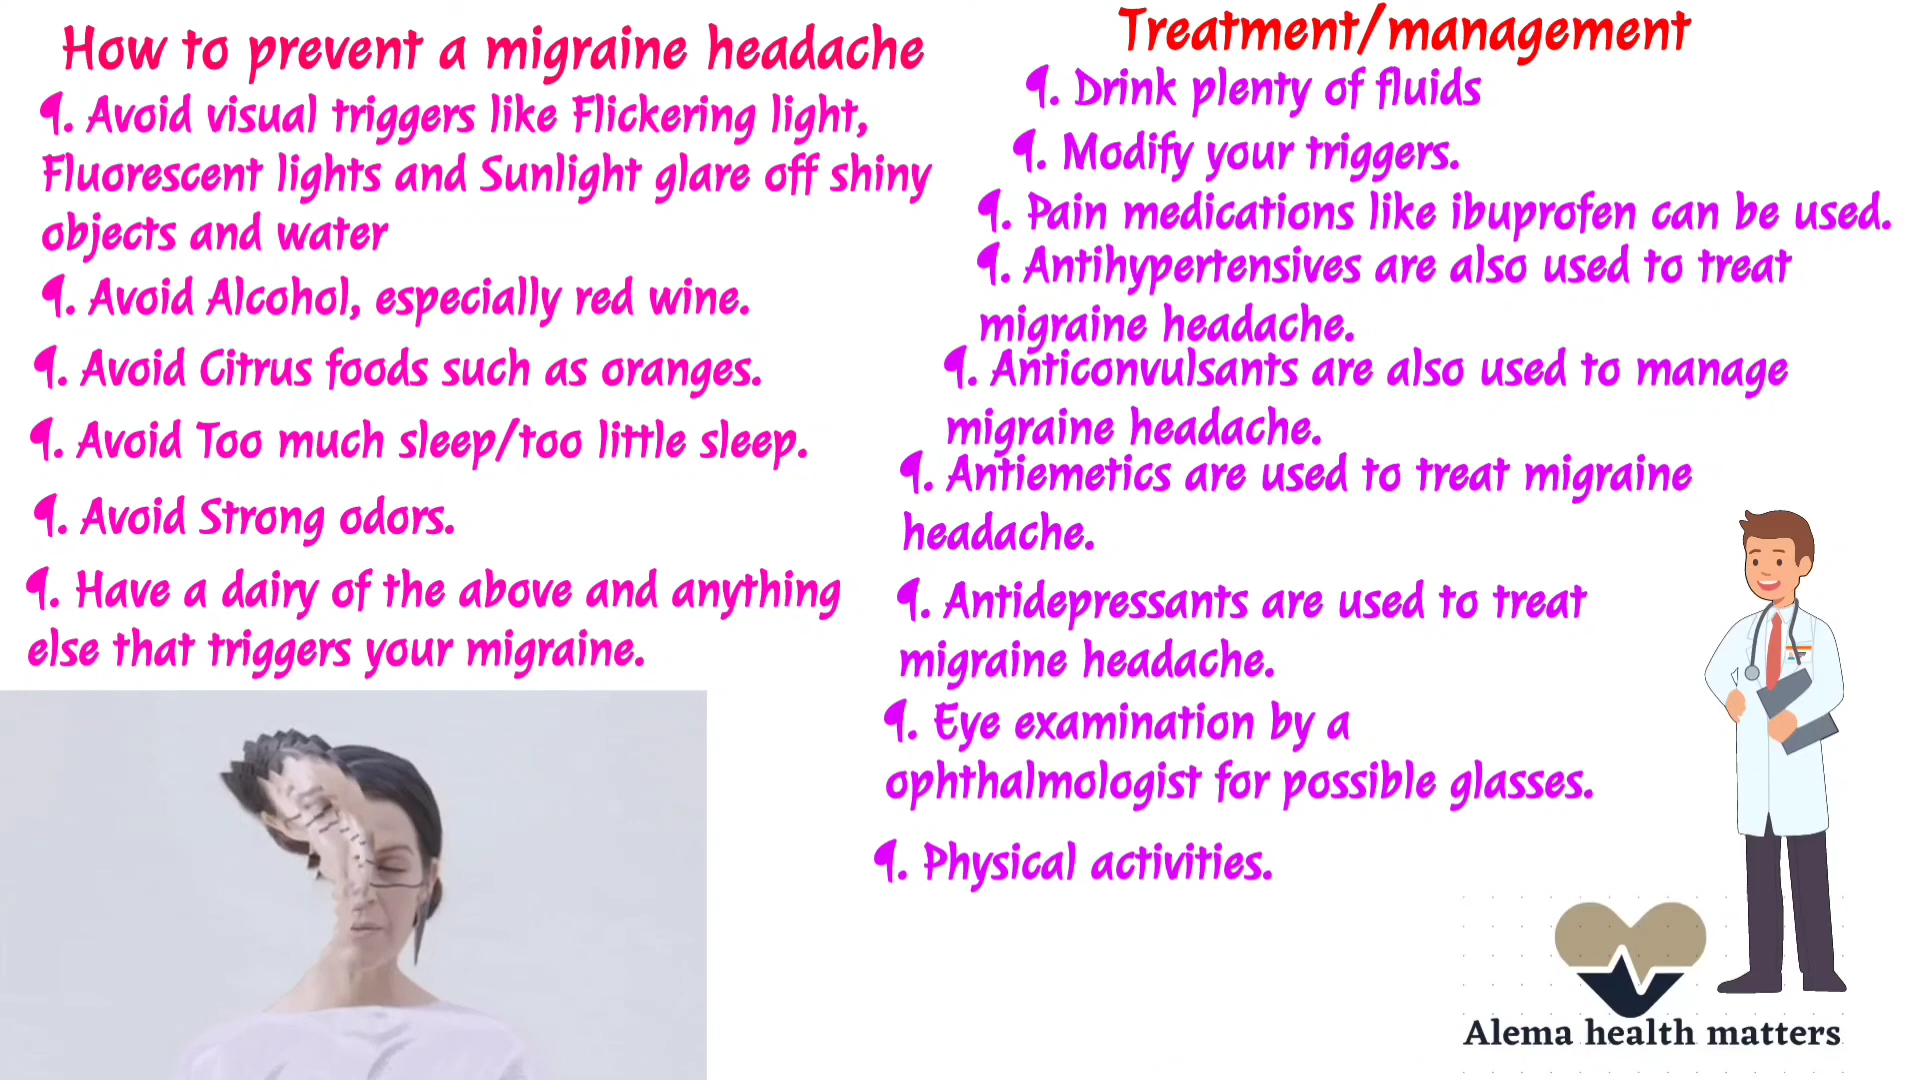 How to prevent a migraine headache
¶. Avoid visual triggers like Flickering light,
Fluorescent lights and Sunlight glare off shiny
objects and water
¶. Avoid Alcohol, especially red wine.
¶. Avoid Citrus foods such as oranges.
¶. Avoid Too much sleep/too little sleep.
¶. Avoid Strong odors.
¶. Have a dairy of the above and anything
else that triggers your migraine.
Treatment/management
¶. Drink plenty of fluids
¶. Modify your triggers.
¶. Pain medications like ibuprofen can be used.
¶. Antihypertensives are also used to treat
migraine headache.
¶. Anticonvulsants are also used to manage
migraine headache.
¶. Antiemetics are used to treat migraine
headache.
¶. Antidepressants are used to treat
migraine headache.
¶. Eye examination by a
ophthalmologist for possible glasses.
¶. Physical activities.
Alema health matters